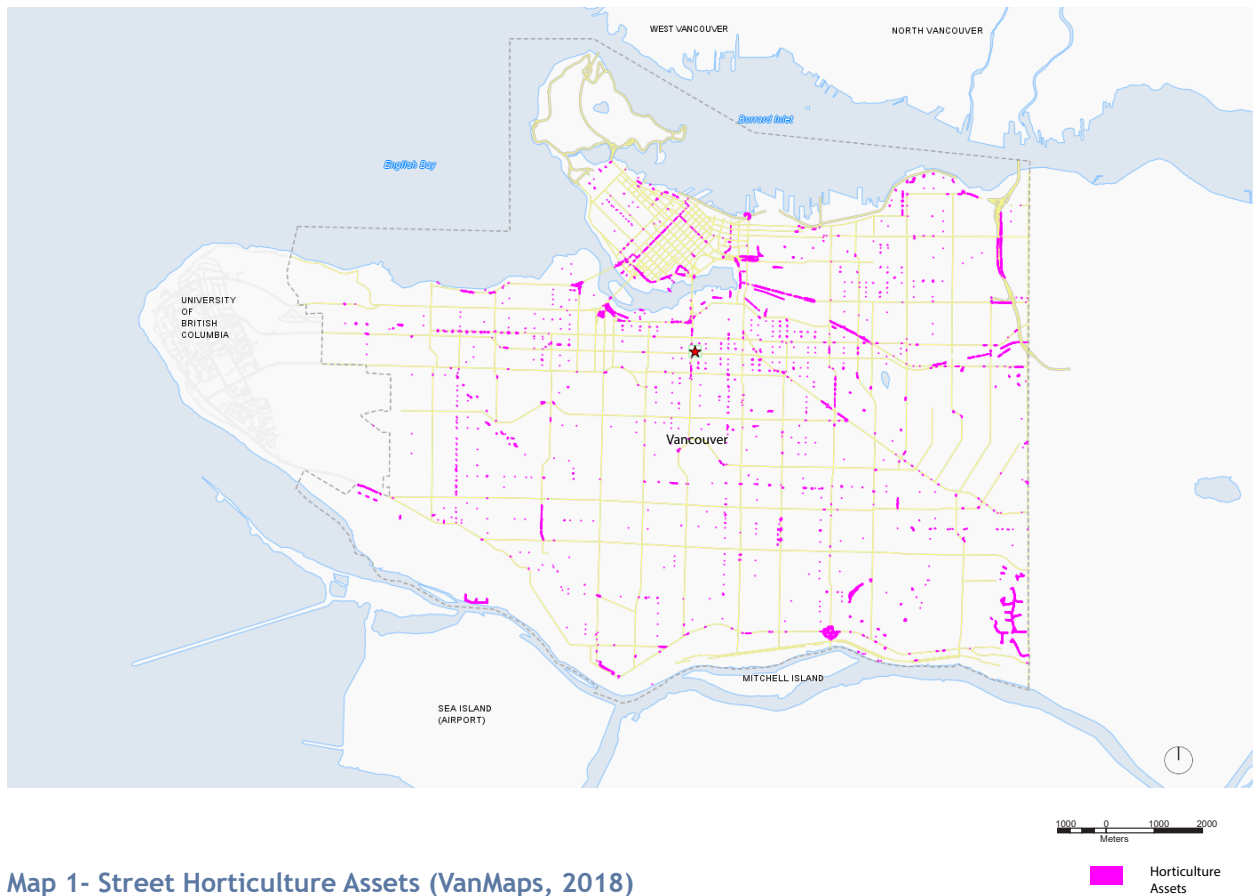 WEST VANCOUVER
NORTH VANCOUVER
Burrard Inlet
English Bay
UNIVERSITY
OF
BRITISH
COLUMBIA
Vancouver
MITCHELL ISLAND
SEA ISLAND
(AIRPORT)
1000 0 1000 2000
Meters
Map 1- Street Horticulture Assets (VanMaps, 2018)
Horticulture
Assets